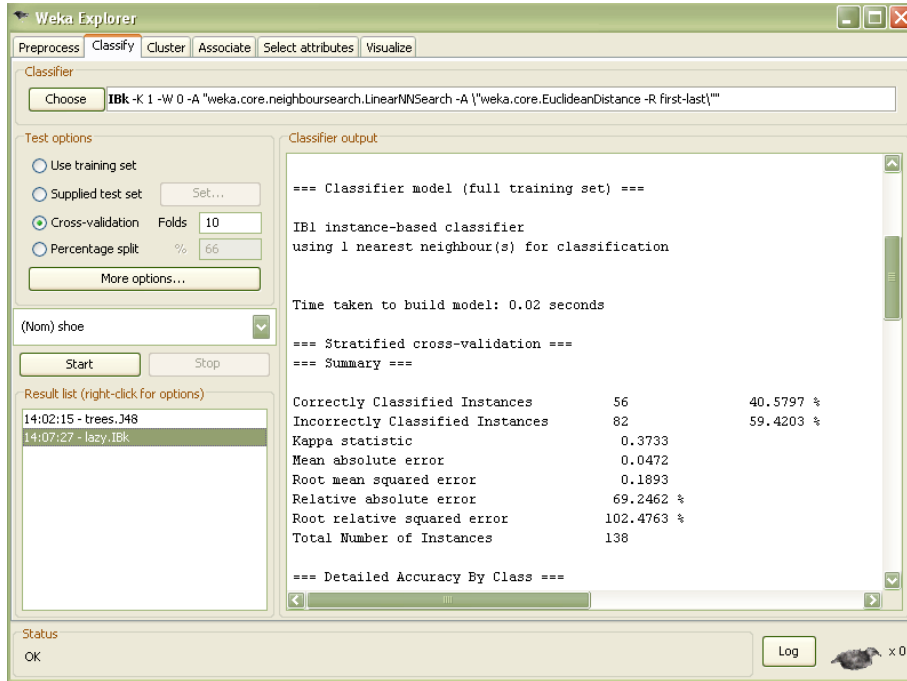 Weka Explorer
Preprocess Classify Cluster Associate Select attributes Visualize
Classifier
Choose IBk -K 1 -W 0 -A "weka.core.neighboursearch.LinearNNSearch -A \"weka.core.EuclideanDistance -R first-last\""
Test options
Use training set
Supplied test set Set...
Cross-validation Folds 10
Percentage split % 66
More options...
(Nom) shoe
Start Stop
Result list (right-click for options)
14:02:15 - trees.J48
14:07:27 - lazy.IBk
Classifier output
=== Classifier model (full training set) ===
IB1 instance-based classifier
using 1 nearest neighbour(s) for classification
Time taken to build model: 0.02 seconds
=== Stratified cross-validation ===
=== Summary ===
Correctly Classified Instances 56 40.5797 %
Incorrectly Classified Instances 82 59.4203 %
Kappa statistic 0.3733
Mean absolute error 0.0472
Root mean squared error 0.1893
Relative absolute error 69.2462 %
Root relative squared error 102.4763 %
Total Number of Instances 138
=== Detailed Accuracy By Class ===
Status
OK
Log
x 0